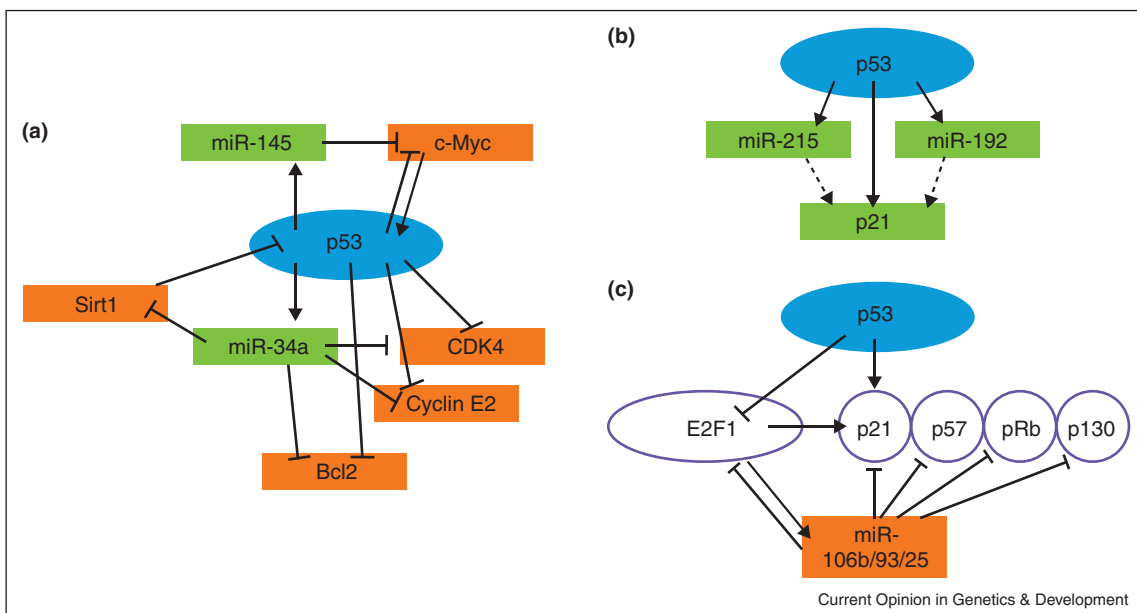 (a)
miR-145
c-Myc
p53
Sirt1
miR-34a
CDK4
Cyclin E2
Bcl2
(b)
p53
miR-215
miR-192
p21
(c)
p53
E2F1
p21
p57
pRb
p130
miR-
106b/93/25
Current Opinion in Genetics & Development